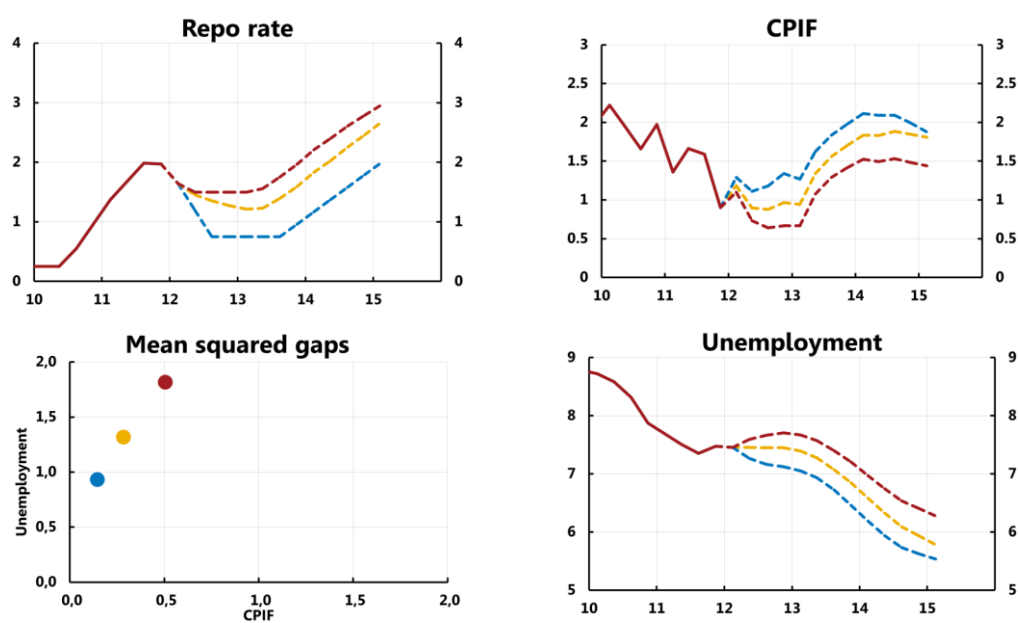 Repo rate
4 4
3 3
2 2
1 1
0 0
10 11 12 13 14 15
CPIF
3 3
2.5 2.5
2 2
1.5 1.5
1 1
0.5 0.5
0 0
10 11 12 13 14 15
Mean squared gaps
2,0
1,5
1,0
0,5
0,0
Unemployment
0,0 0,5 1,0 1,5 2,0
CPIF
Unemployment
9 9
8 8
7 7
6 6
5 5
10 11 12 13 14 15